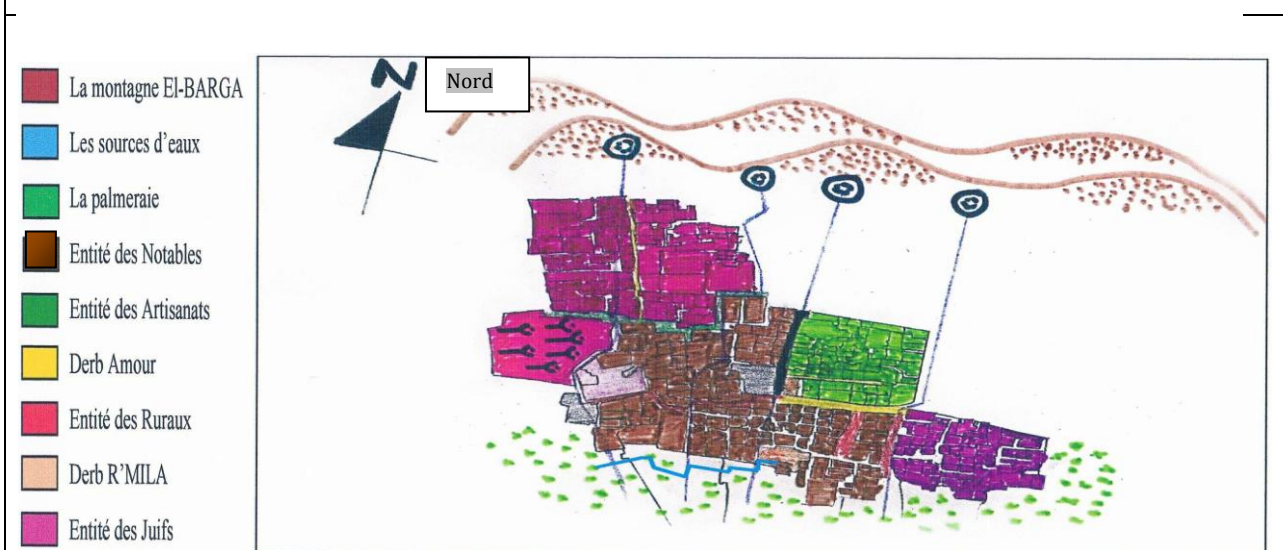 N
Nord
La montagne El-BARGA
Les sources d'eaux
La palmeraie
Entité des Notables
Entité des Artisanats
Derb Amour
Entité des Ruraux
Derb R'MILA
Entité des Juifs